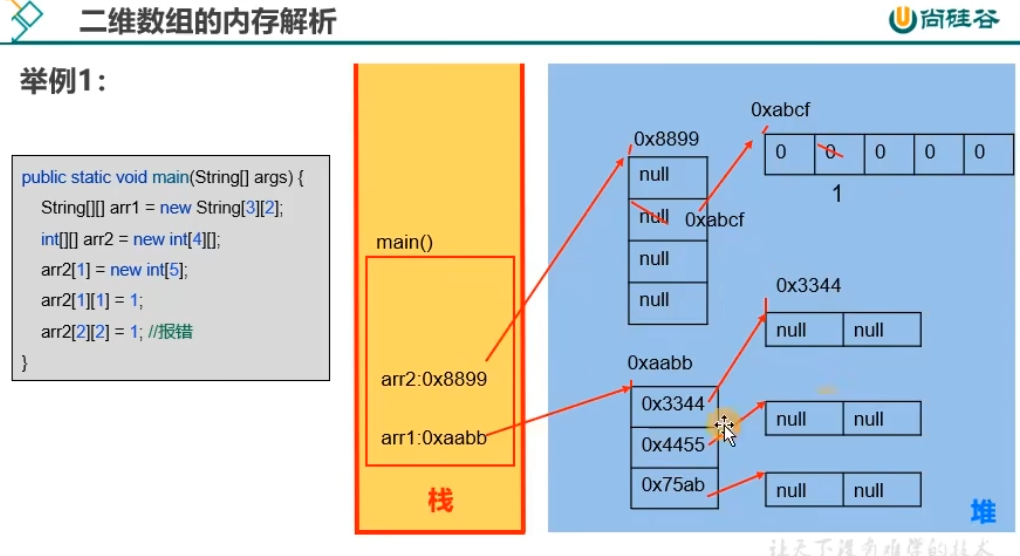 二维数组的内存解析
尚硅谷
举例1：
public static void main(String[] args) {
String[][] arr1 = new String[3][2];
int[][] arr2 = new int[4][];
arr2[1] = new int[5];
arr2[1][1] = 1;
arr2[2][2] = 1; //报错
}
main()
arr2:0x8899
arr1:0xaabb
栈
0x8899
null
null 0xabcf
null
null
0xabcf
0 0 0 0 0
1
0xaabb
0x3344
0x4455
0x75ab
0x3344
null null
null null
null null
堆
让天下没有难学的技术